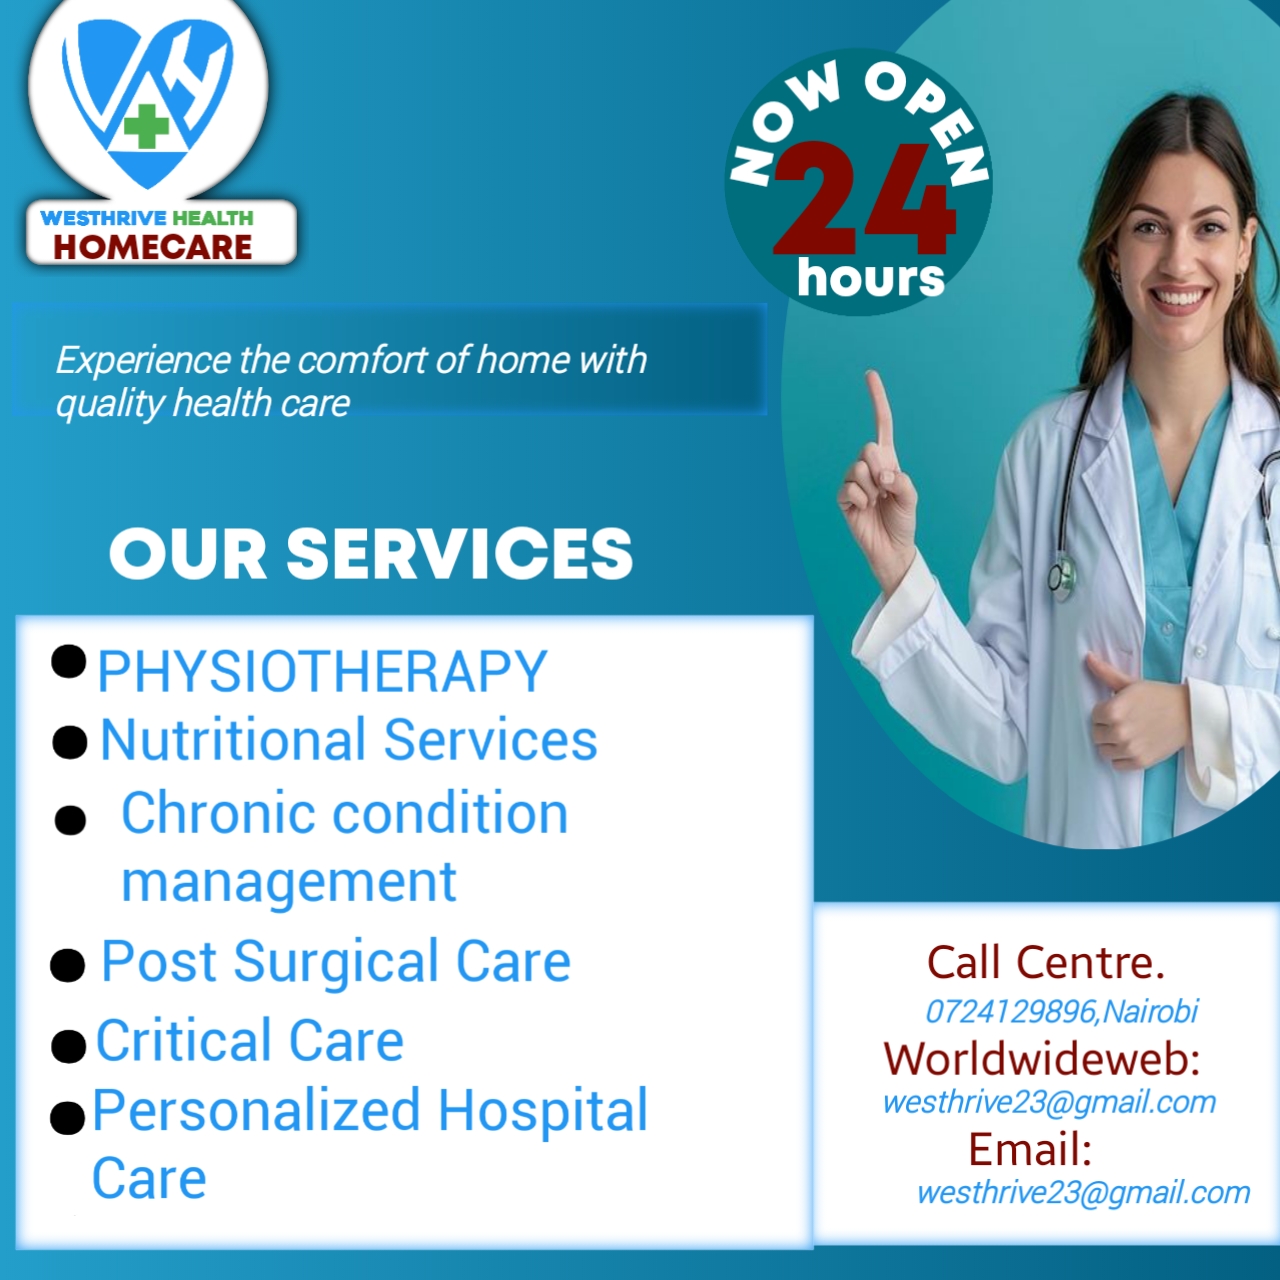 WESTHRIVE HEALTH
HOMECARE
NOW OPEN
24
hours
Experience the comfort of home with
quality health care
OUR SERVICES
PHYSIOTHERAPY
Nutritional Services
Chronic condition
management
Post Surgical Care
Critical Care
Personalized Hospital
Care
Call Centre.
0724129896,Nairobi
Worldwideweb:
westhrive23@gmail.com
Email:
westhrive23@gmail.com